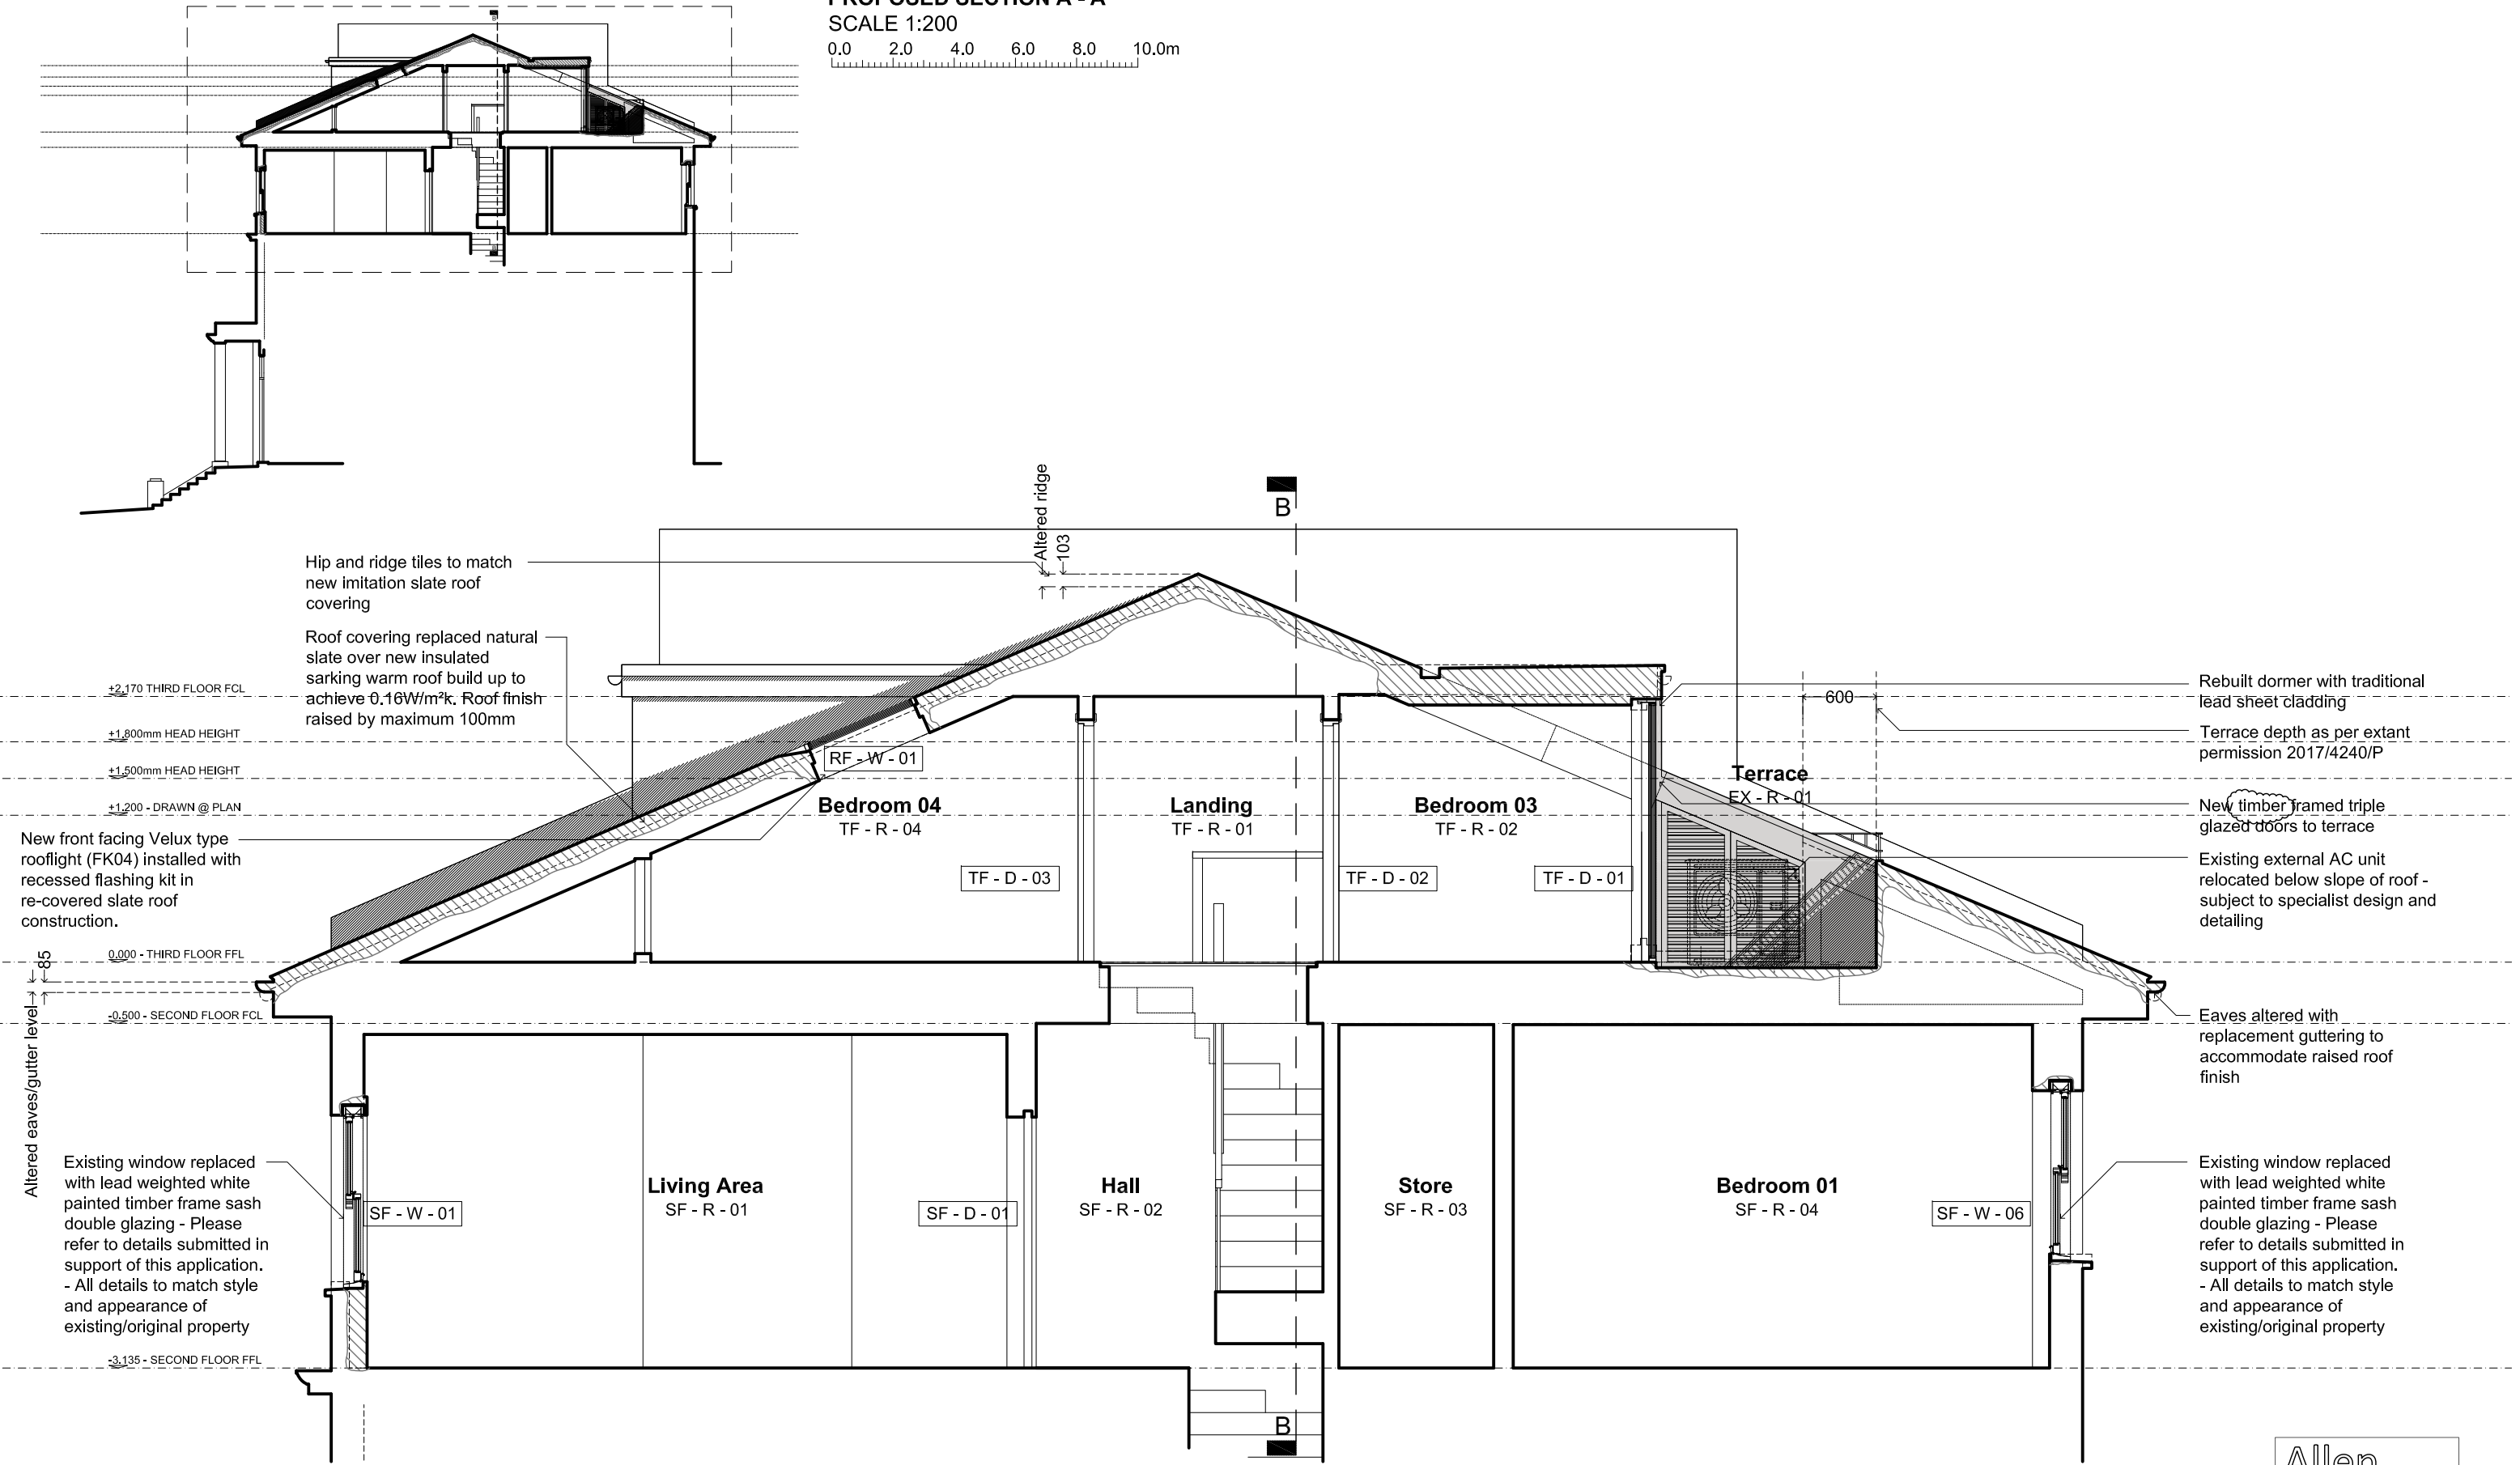 PROPOSED SECTION A - A
SCALE 1:200
0.0 2.0 4.0 6.0 8.0 10.0m
B
Altered ridge
103
Hip and ridge tiles to match
new imitation slate roof
covering
Roof covering replaced natural
slate over new insulated
sarking warm roof build up to
achieve 0.16W/m²k. Roof finish
raised by maximum 100mm
+2.170 THIRD FLOOR FCL
+1.800mm HEAD HEIGHT
+1.500mm HEAD HEIGHT
+1.200 - DRAWN @ PLAN
New front facing Velux type
rooflight (FK04) installed with
recessed flashing kit in
re-covered slate roof
construction.
0.000 - THIRD FLOOR FFL
85
Altered eaves/gutter level
-0.500 - SECOND FLOOR FCL
Existing window replaced
with lead weighted white
painted timber frame sash
double glazing - Please
refer to details submitted in
support of this application.
- All details to match style
and appearance of
existing/original property
-3.135 - SECOND FLOOR FFL
RF - W - 01
Bedroom 04
TF - R - 04
Landing
TF - R - 01
Bedroom 03
TF - R - 02
Terrace
EX - R - 01
600
TF - D - 03
TF - D - 02
TF - D - 01
Living Area
SF - R - 01
Hall
SF - R - 02
Store
SF - R - 03
Bedroom 01
SF - R - 04
SF - W - 01
SF - D - 01
SF - W - 06
B
Rebuilt dormer with traditional
lead sheet cladding
Terrace depth as per extant
permission 2017/4240/P
New timber framed triple
glazed doors to terrace
Existing external AC unit
relocated below slope of roof -
subject to specialist design and
detailing
Eaves altered with
replacement guttering to
accommodate raised roof
finish
Existing window replaced
with lead weighted white
painted timber frame sash
double glazing - Please
refer to details submitted in
support of this application.
- All details to match style
and appearance of
existing/original property
Allen